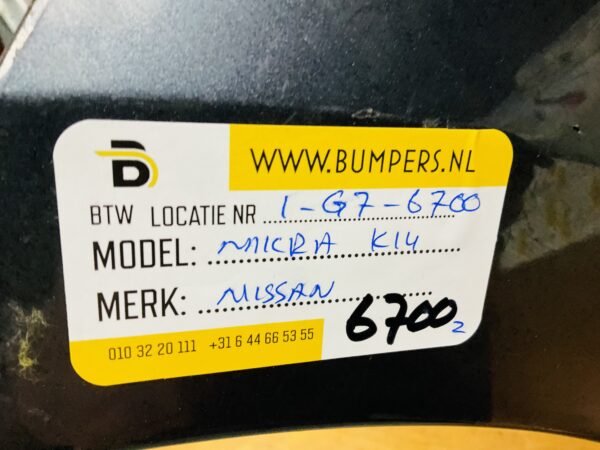 B
WWW.BUMPERS.NL
BTW LOCATIE NR 1-G7-6700
MODEL: MICRA K14
MERK: NISSAN
6700 2
010 32 20 111 +31 6 44 66 53 55